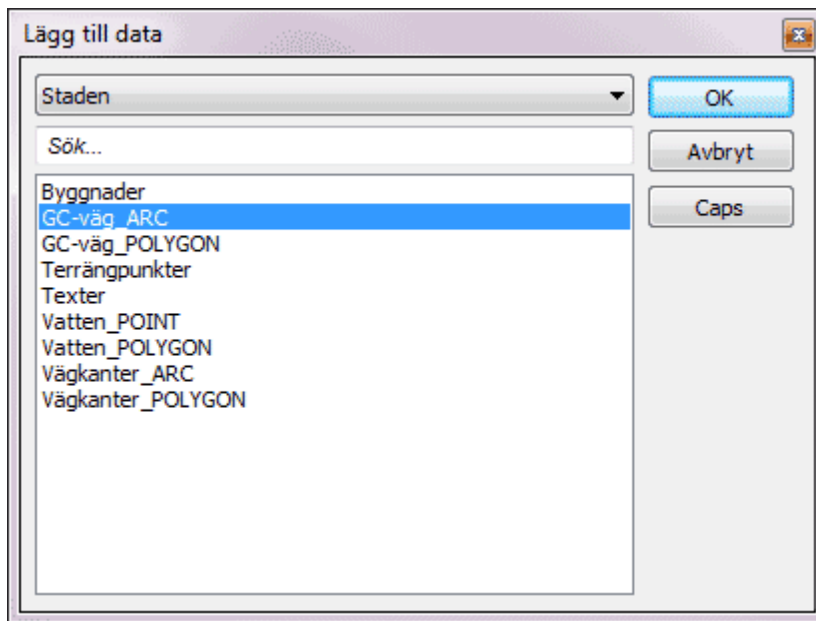 Lägg till data
Staden
OK
Sök...
Avbryt
Caps
Byggnader
GC-väg_ARC
GC-väg_POLYGON
Terrängpunkter
Texter
Vatten_POINT
Vatten_POLYGON
Vägkanter_ARC
Vägkanter_POLYGON